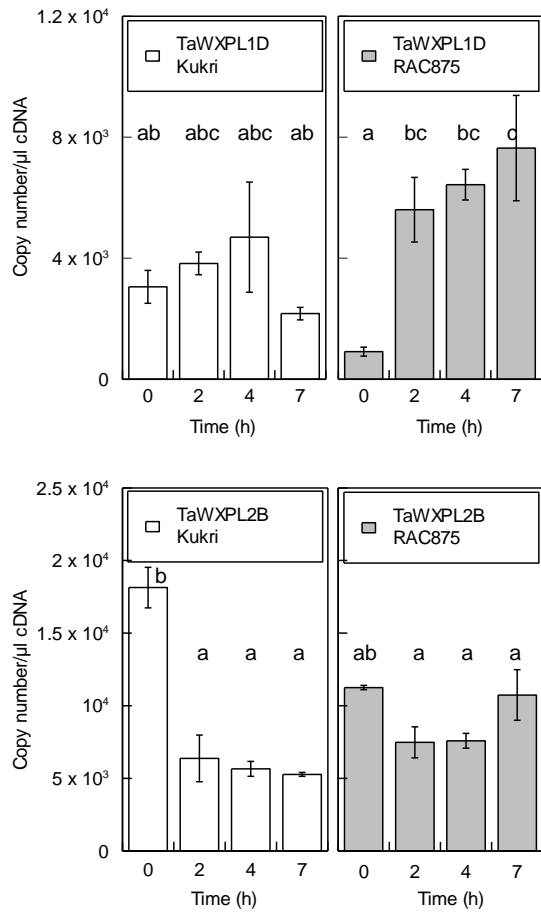 1.2 x 10⁴
8 x 10³
4 x 10³
0
Copy number/µl cDNA
TaWXPL1D
Kukri
ab abc abc ab
0 2 4 7
Time (h)
TaWXPL1D
RAC875
a bc bc c
0 2 4 7
Time (h)
2.5 x 10⁴
2 x 10⁴
1.5 x 10⁴
10⁴
5 x 10³
0
Copy number/µl cDNA
TaWXPL2B
Kukri
b a a a
0 2 4 7
Time (h)
TaWXPL2B
RAC875
ab a a a
0 2 4 7
Time (h)